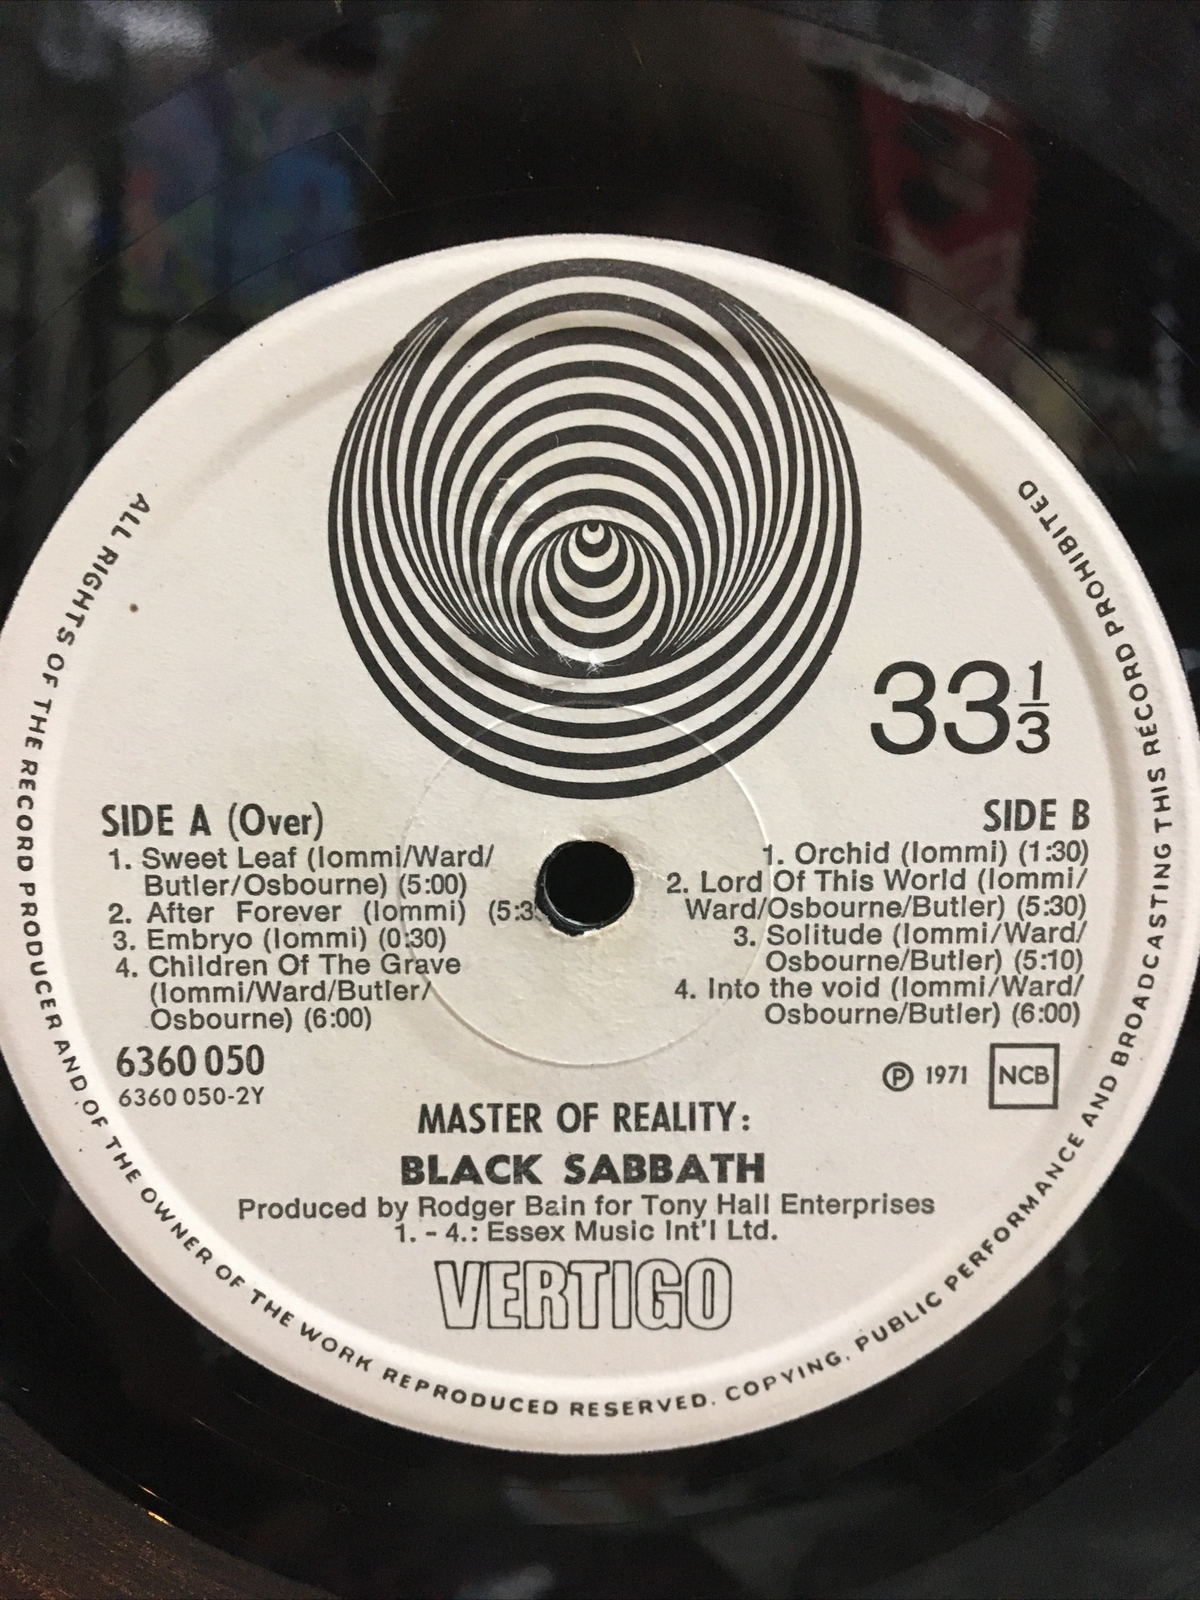 33 1/3
SIDE A (Over)
1. Sweet Leaf (Iommi/Ward/
Butler/Osbourne) (5:00)
2. After Forever (Iommi)
3. Embryo (Iommi) (0:30)
4. Children Of The Grave
(Iommi/Ward/Butler/
Osbourne) (6:00)
6360 050
6360 050-2Y
SIDE B
1. Orchid (Iommi) (1:30)
2. Lord Of This World (Iommi/
Ward/Osbourne/Butler) (5:30)
3. Solitude (Iommi/Ward/
Osbourne/Butler) (5:10)
4. Into the void (Iommi/Ward/
Osbourne/Butler) (6:00)
Ⓟ 1971 NCB
MASTER OF REALITY:
BLACK SABBATH
Produced by Rodger Bain for Tony Hall Enterprises
1. - 4.: Essex Music Int'l Ltd.
VERTIGO
ALL RIGHTS OF THE RECORD PRODUCER AND OF THE OWNER OF THE WORK REPRODUCED RESERVED. COPYING, PUBLIC PERFORMANCE AND BROADCASTING THIS RECORD PROHIBITED